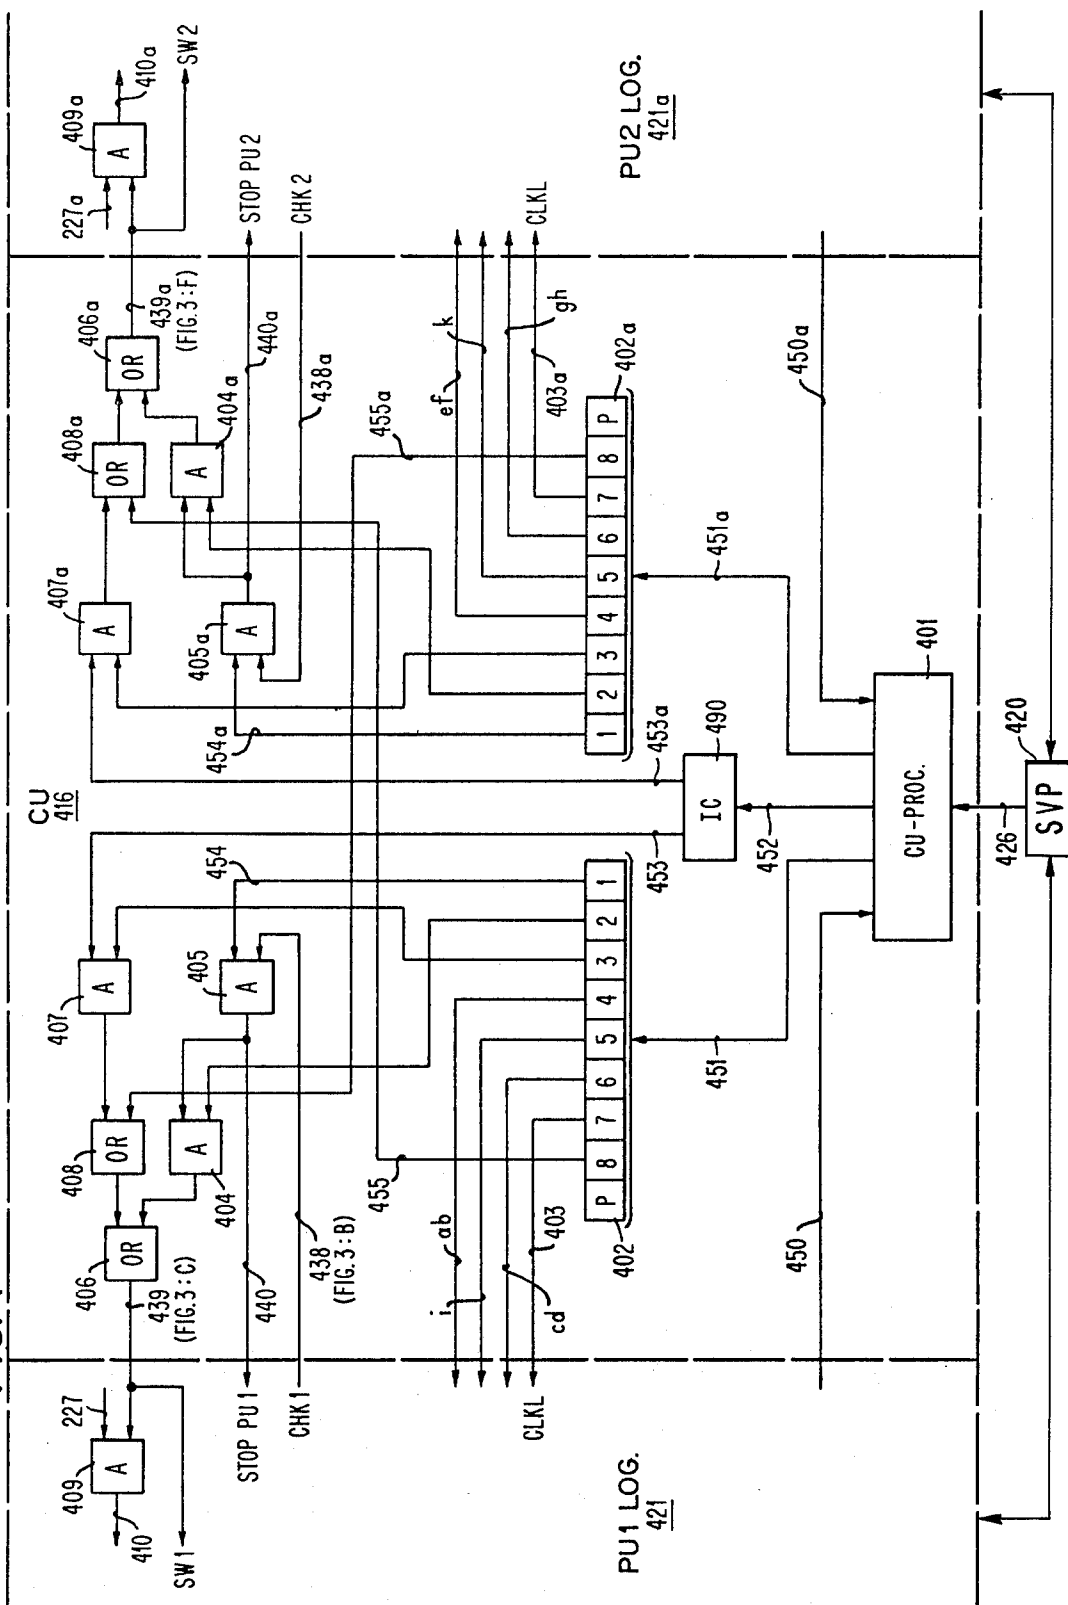 409a
A
410a
227a
SW2
PU2 LOG.
421a
439a
(FIG.3:F)
406a
OR
408a
OR
404a
A
STOP PU2
440a
CHK2
438a
407a
A
405a
A
454a
455a
ef
k
gh
CLKL
403a
402a
1 2 3 4 5 6 7 8 P
451a
450a
CU
416
453a
490
IC
453
452
401
CU-PROC.
420
SVP
426
454
407
A
405
A
408
OR
404
A
406
OR
439
(FIG.3:C)
440
438
(FIG.3:B)
455
ab
i
cd
403
402
P 8 7 6 5 4 3 2 1
451
450
409
A
227
410
SW1
STOP PU1
CHK1
CLKL
PU1 LOG.
421